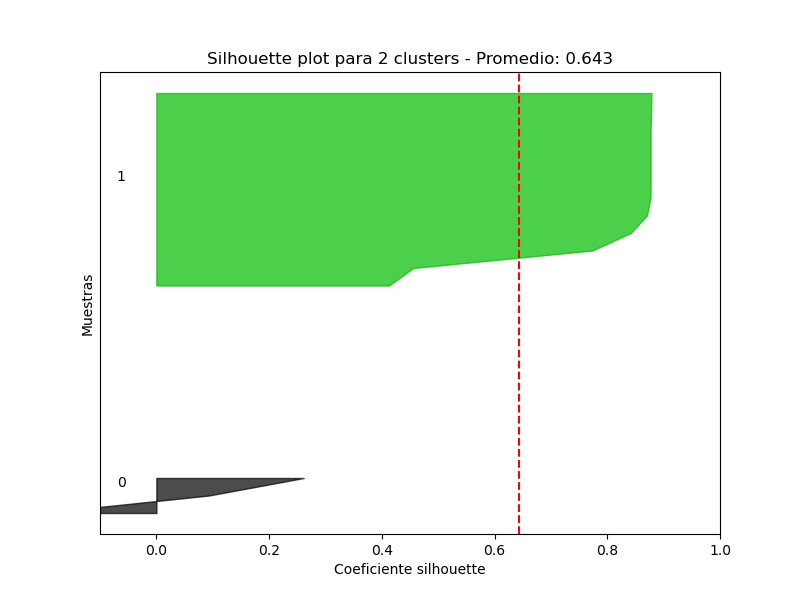 Silhouette plot para 2 clusters - Promedio: 0.643
1
Muestras
0
0.0 0.2 0.4 0.6 0.8 1.0
Coeficiente silhouette